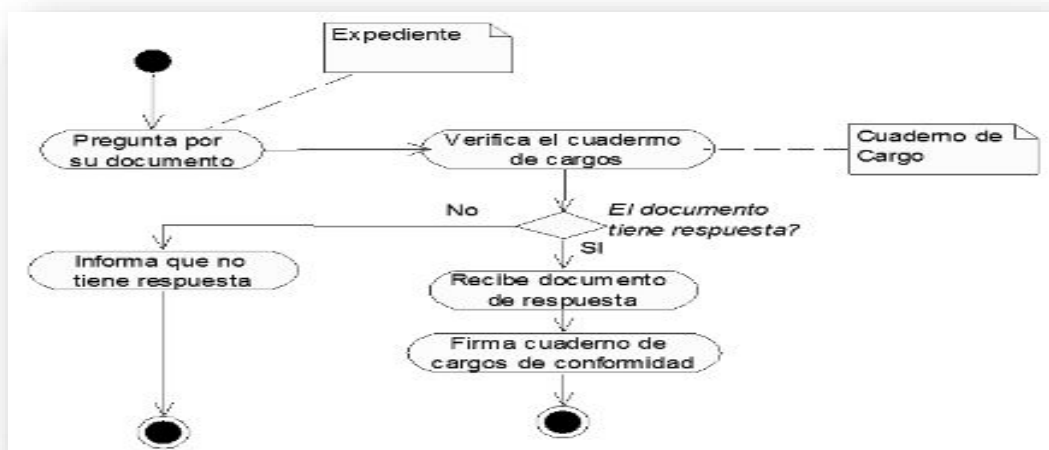 Expediente
Pregunta por
su documento
Verifica el cuaderno
de cargos
Cuaderno de
Cargo
No
El documento
tiene respuesta?
SI
Informa que no
tiene respuesta
Recibe documento
de respuesta
Firma cuaderno de
cargos de conformidad